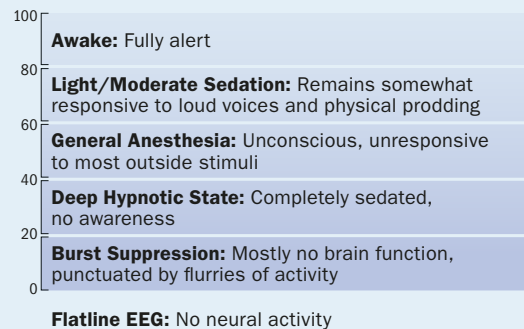 100
Awake: Fully alert
80
Light/Moderate Sedation: Remains somewhat
responsive to loud voices and physical prodding
60
General Anesthesia: Unconscious, unresponsive
to most outside stimuli
40
Deep Hypnotic State: Completely sedated,
no awareness
20
Burst Suppression: Mostly no brain function,
punctuated by flurries of activity
0
Flatline EEG: No neural activity